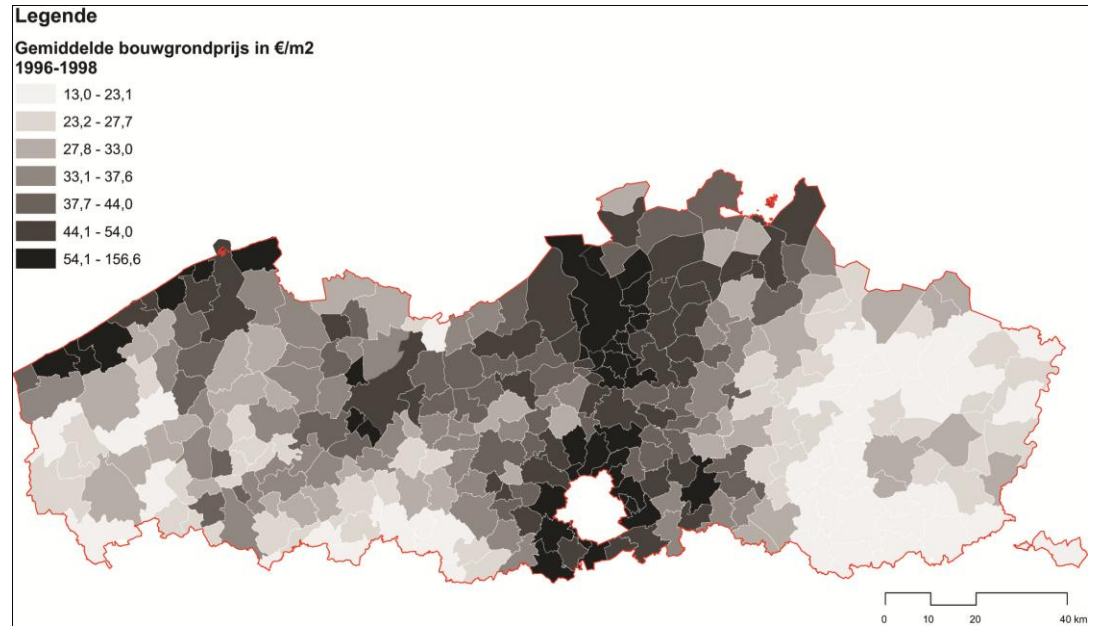 Legende
Gemiddelde bouwgrondprijs in €/m2
1996-1998
13,0 - 23,1
23,2 - 27,7
27,8 - 33,0
33,1 - 37,6
37,7 - 44,0
44,1 - 54,0
54,1 - 156,6
0 10 20 40 km